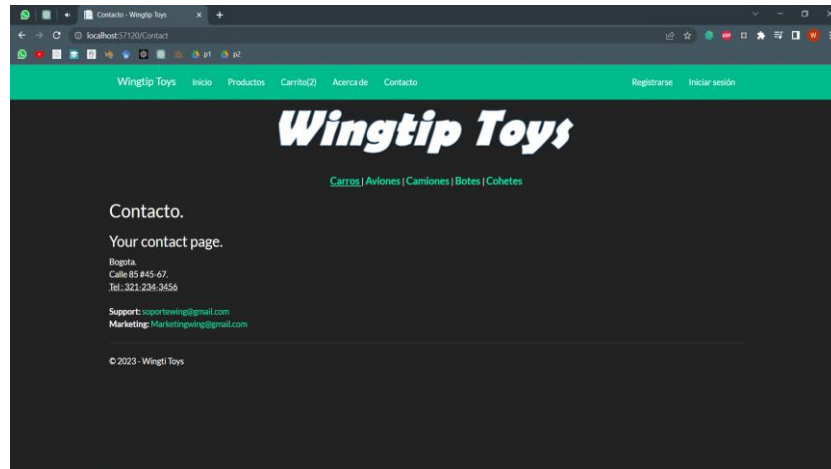 Contacto - Wingtip Toys
localhost:57120/Contact
p1 p2
Wingtip Toys Inicio Productos Carrito(2) Acerca de Contacto Registrarse Iniciar sesión
Wingtip Toys
Carros | Aviones | Camiones | Botes | Cohetes
Contacto.
Your contact page.
Bogota.
Calle 85 #45-67.
Tel: 321-234-3456
Support: soportewing@gmail.com
Marketing: Marketingwing@gmail.com
© 2023 - Wingti Toys